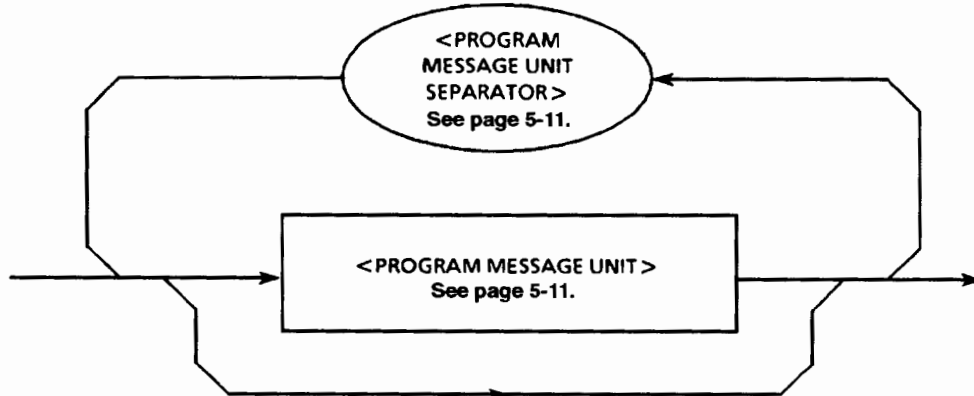 <PROGRAM
MESSAGE UNIT
SEPARATOR>
See page 5-11.
<PROGRAM MESSAGE UNIT>
See page 5-11.